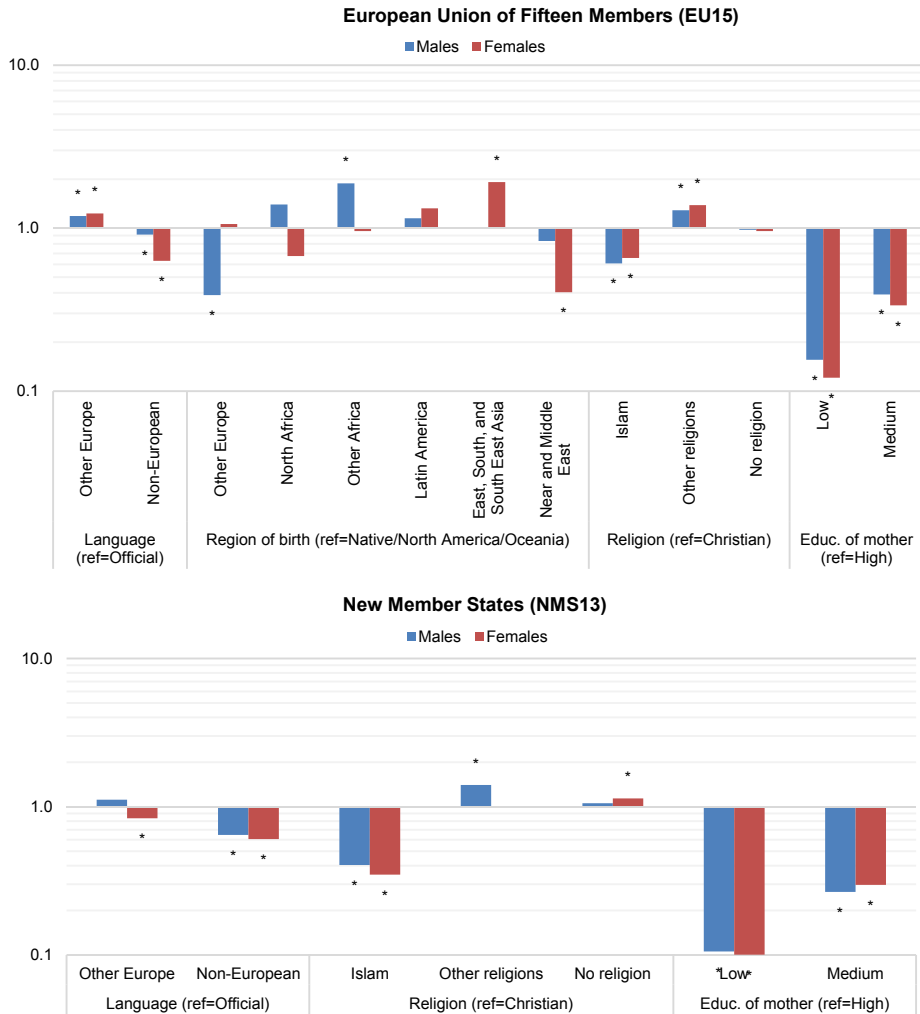 European Union of Fifteen Members (EU15)
Males Females
10.0
* * * * * *
1.0
* * * * * * * *
0.1
* *
Other Europe
Non-European
Other Europe
North Africa
Other Africa
Latin America
East, South, and
South East Asia
Near and Middle
East
Islam
Other religions
No religion
Low
Medium
Language
(ref=Official)
Region of birth (ref=Native/North America/Oceania)
Religion (ref=Christian)
Educ. of mother
(ref=High)
New Member States (NMS13)
Males Females
10.0
* *
1.0
* * * * * * *
0.1
Other Europe Non-European Islam Other religions No religion *Low* Medium
Language (ref=Official) Religion (ref=Christian) Educ. of mother (ref=High)